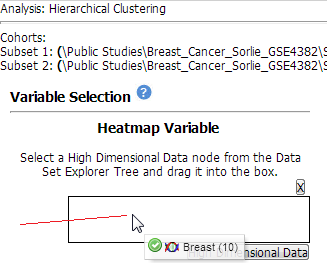 Analysis: Hierarchical Clustering
Cohorts:
Subset 1: (\Public Studies\Breast_Cancer_Sorlie_GSE4382\S
Subset 2: (\Public Studies\Breast_Cancer_Sorlie_GSE4382\S
Variable Selection ?
Heatmap Variable
Select a High Dimensional Data node from the Data
Set Explorer Tree and drag it into the box.
X
Breast (10)
High Dimensional Data